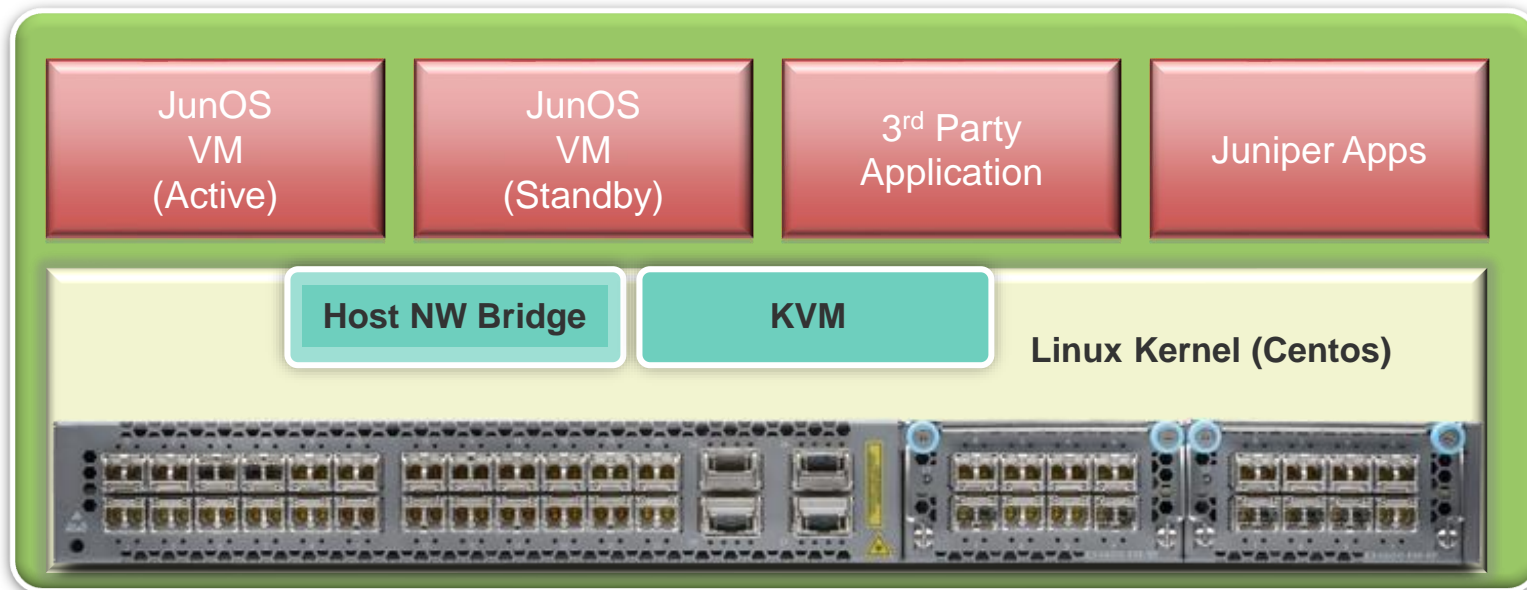 JunOS
VM
(Active)
JunOS
VM
(Standby)
3rd Party
Application
Juniper Apps
Host NW Bridge
KVM
Linux Kernel (Centos)